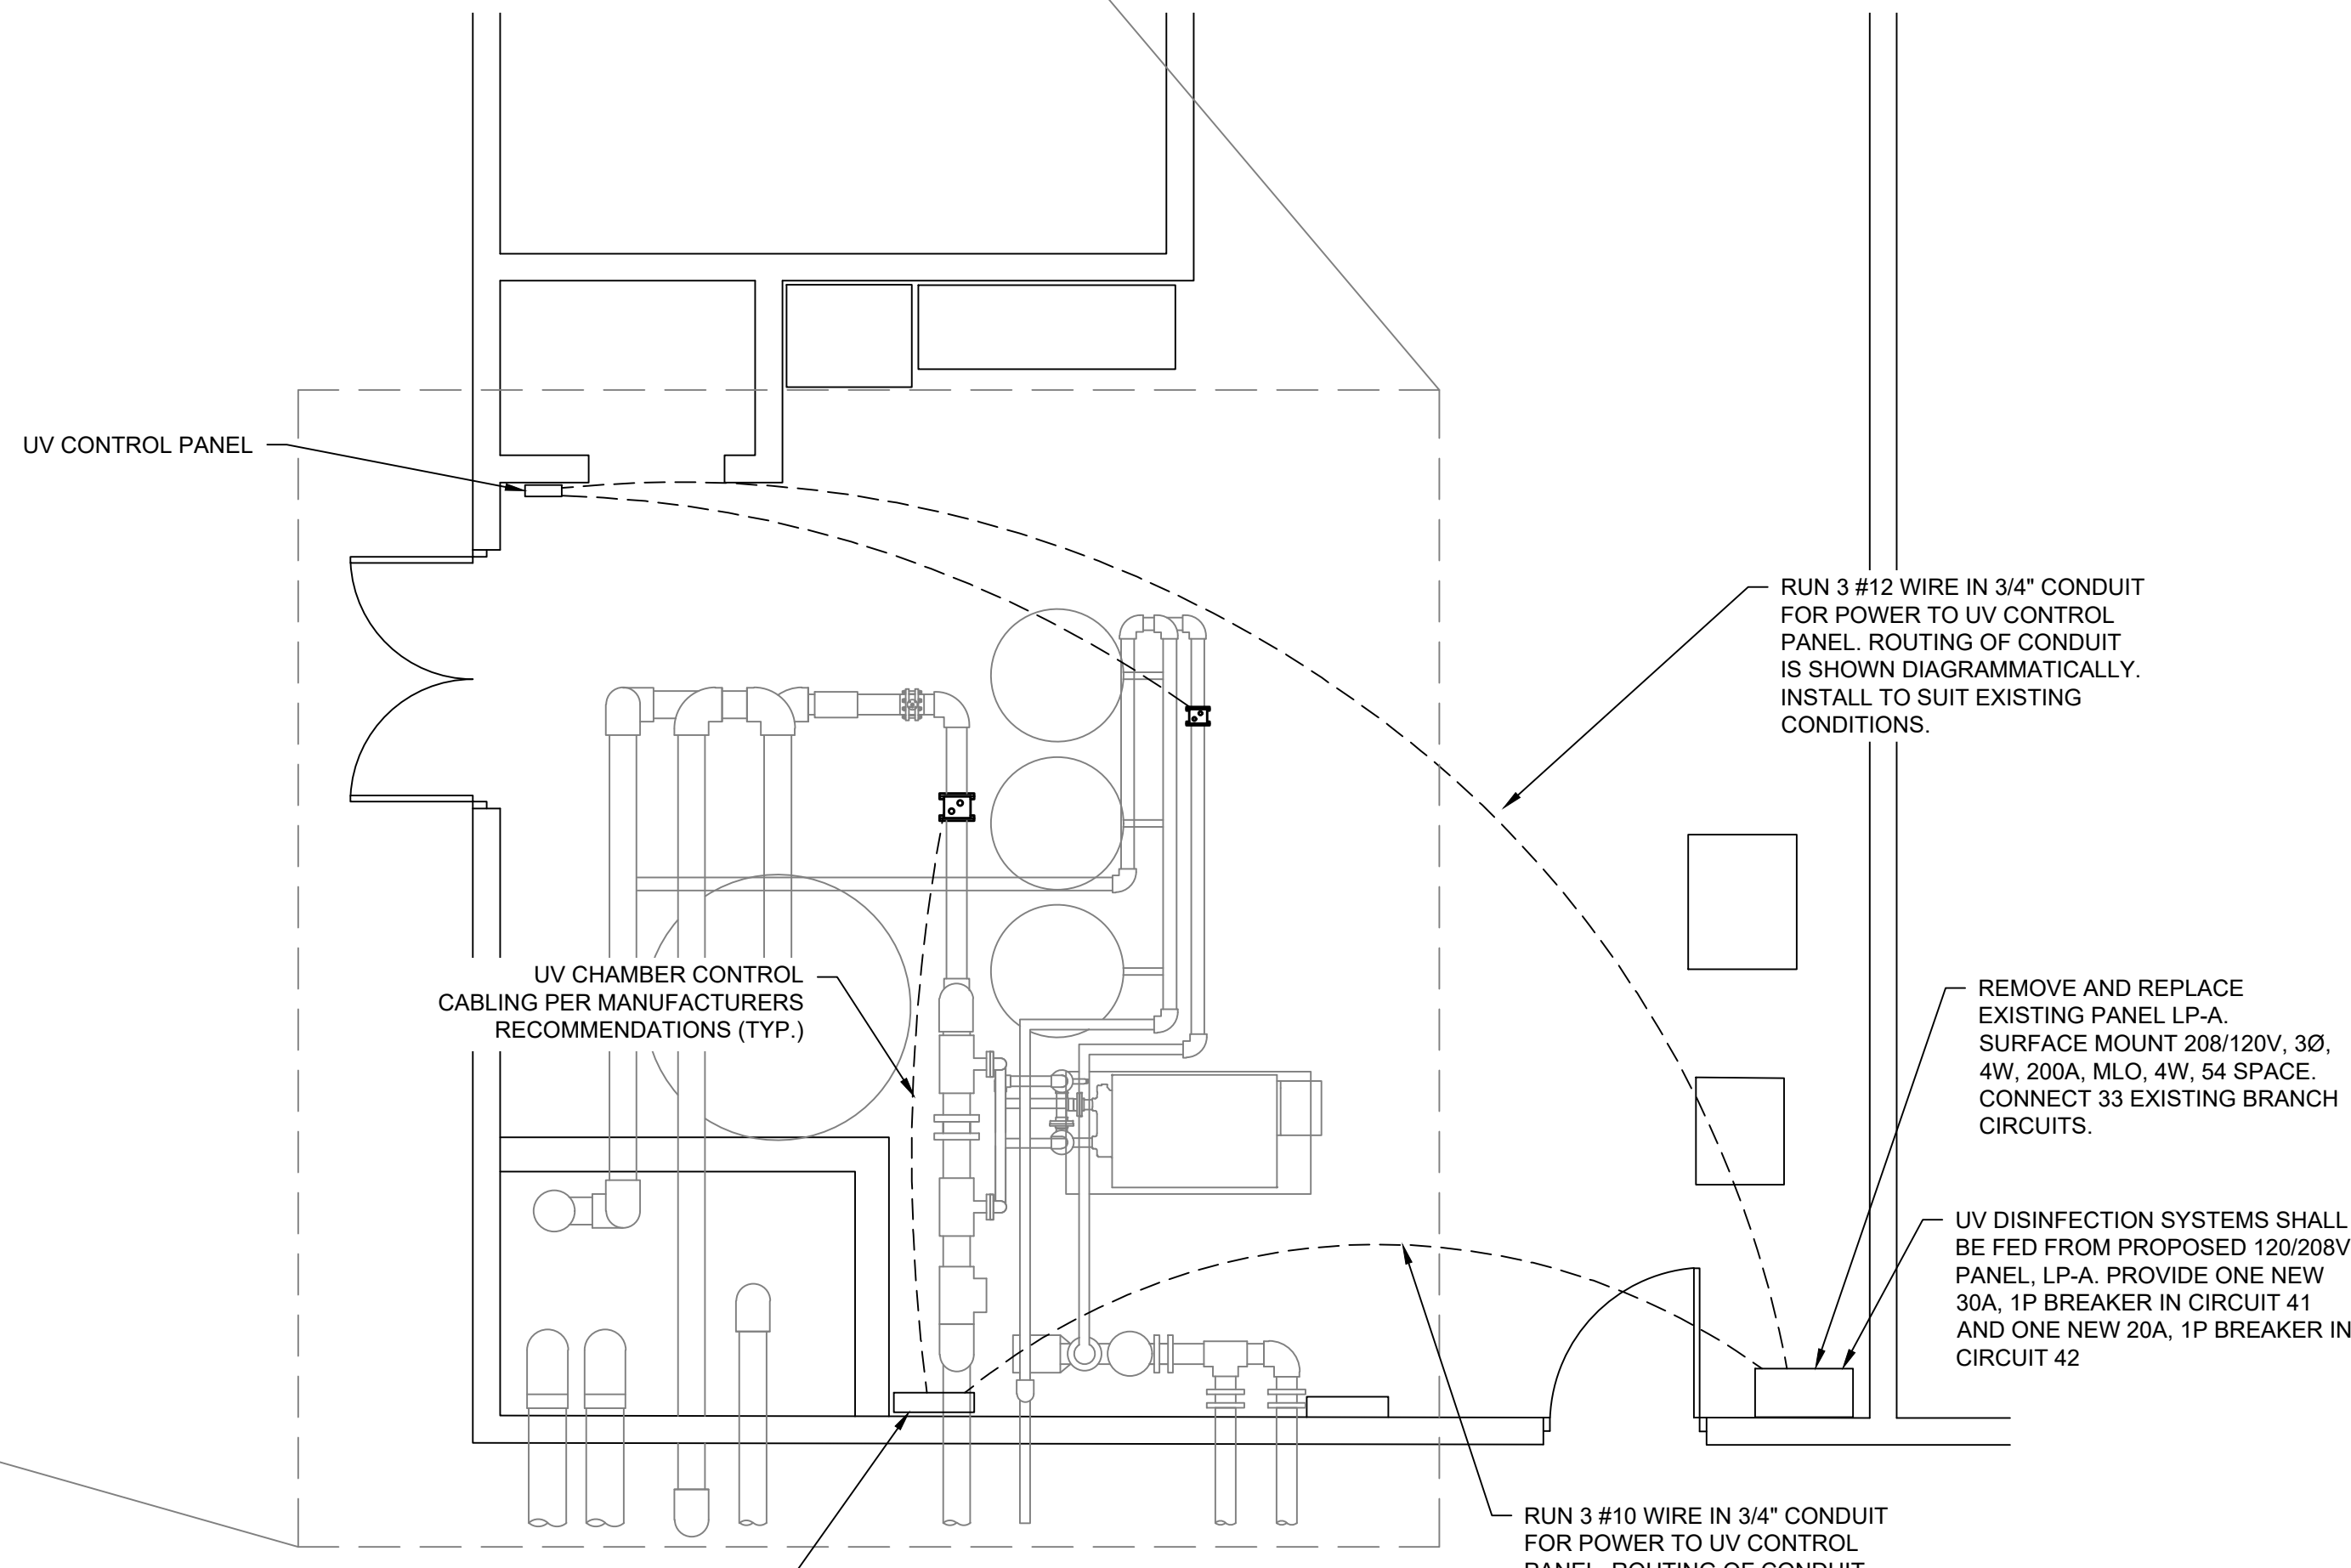 UV CONTROL PANEL
RUN 3 #12 WIRE IN 3/4" CONDUIT
FOR POWER TO UV CONTROL
PANEL. ROUTING OF CONDUIT
IS SHOWN DIAGRAMMATICALLY.
INSTALL TO SUIT EXISTING
CONDITIONS.
UV CHAMBER CONTROL
CABLING PER MANUFACTURERS
RECOMMENDATIONS (TYP.)
REMOVE AND REPLACE
EXISTING PANEL LP-A.
SURFACE MOUNT 208/120V, 3Ø,
4W, 200A, MLO, 4W, 54 SPACE.
CONNECT 33 EXISTING BRANCH
CIRCUITS.
UV DISINFECTION SYSTEMS SHALL
BE FED FROM PROPOSED 120/208V
PANEL, LP-A. PROVIDE ONE NEW
30A, 1P BREAKER IN CIRCUIT 41
AND ONE NEW 20A, 1P BREAKER IN
CIRCUIT 42
RUN 3 #10 WIRE IN 3/4" CONDUIT
FOR POWER TO UV CONTROL
PANEL. ROUTING OF CONDUIT